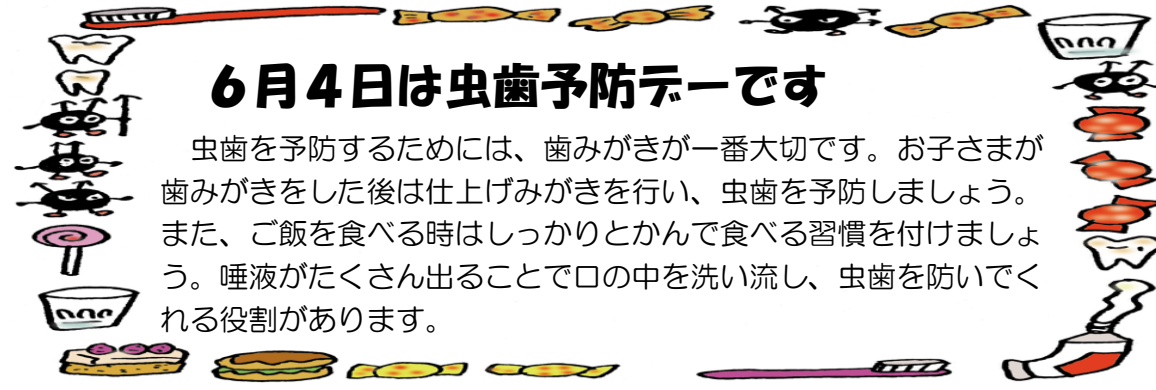 ６月４日は虫歯予防デーです
虫歯を予防するためには、歯みがきが一番大切です。お子さまが
歯みがきをした後は仕上げみがきを行い、虫歯を予防しましょう。
また、ご飯を食べる時はしっかりとかんで食べる習慣を付けましょ
う。唾液がたくさん出ることで口の中を洗い流し、虫歯を防いでく
れる役割があります。